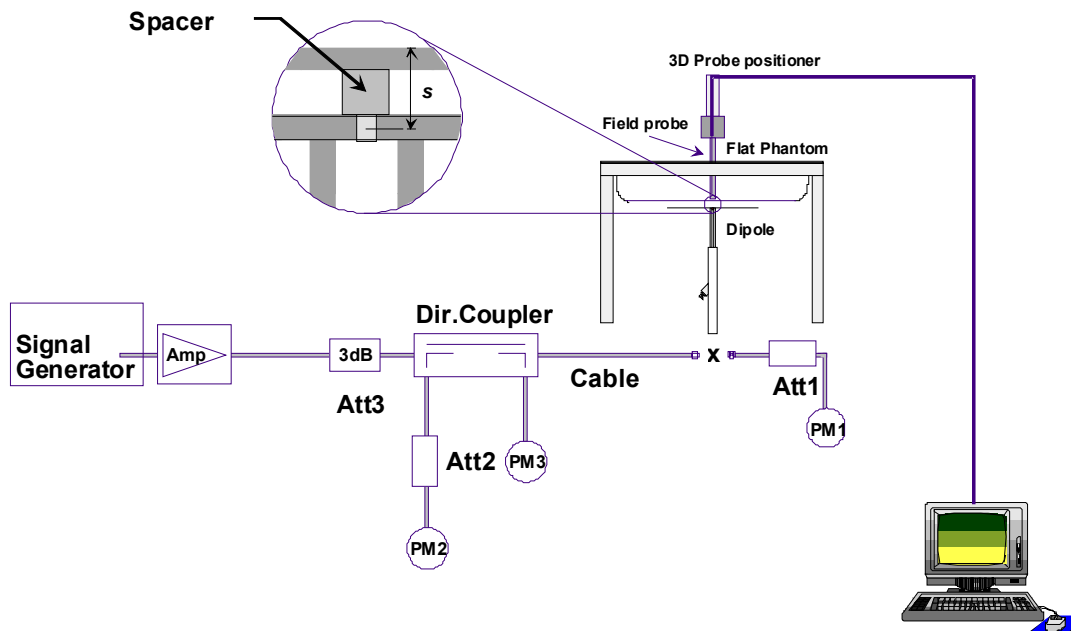 Spacer
s
3D Probe positioner
Field probe
Flat Phantom
Dipole
Dir.Coupler
Signal
Generator
Amp
3dB
Att3
Cable
x
Att1
PM1
Att2
PM3
PM2